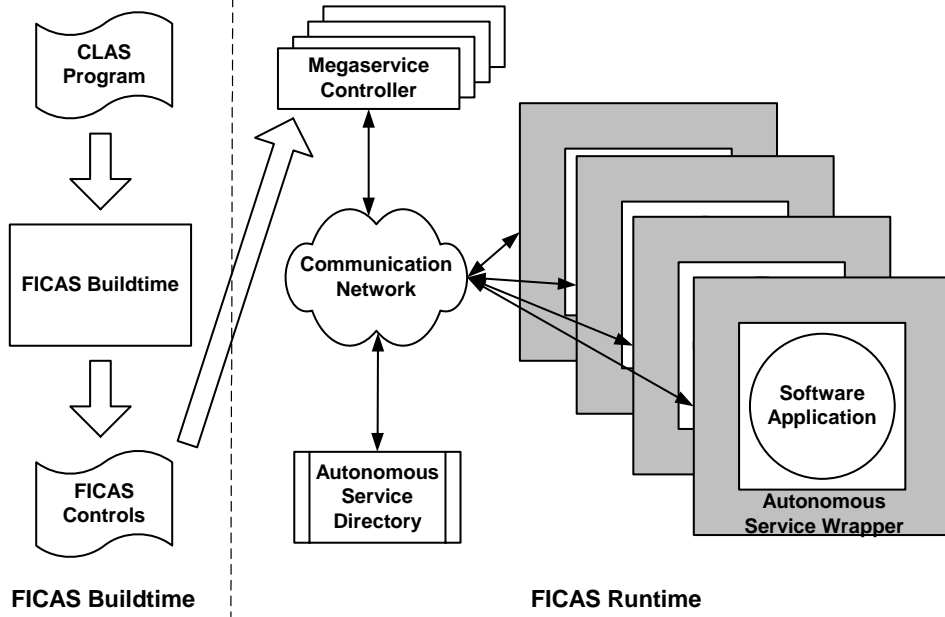 CLAS
Program
FICAS Buildtime
FICAS
Controls
FICAS Buildtime
Megaservice
Controller
Communication
Network
Autonomous
Service
Directory
Software
Application
Autonomous
Service Wrapper
FICAS Runtime